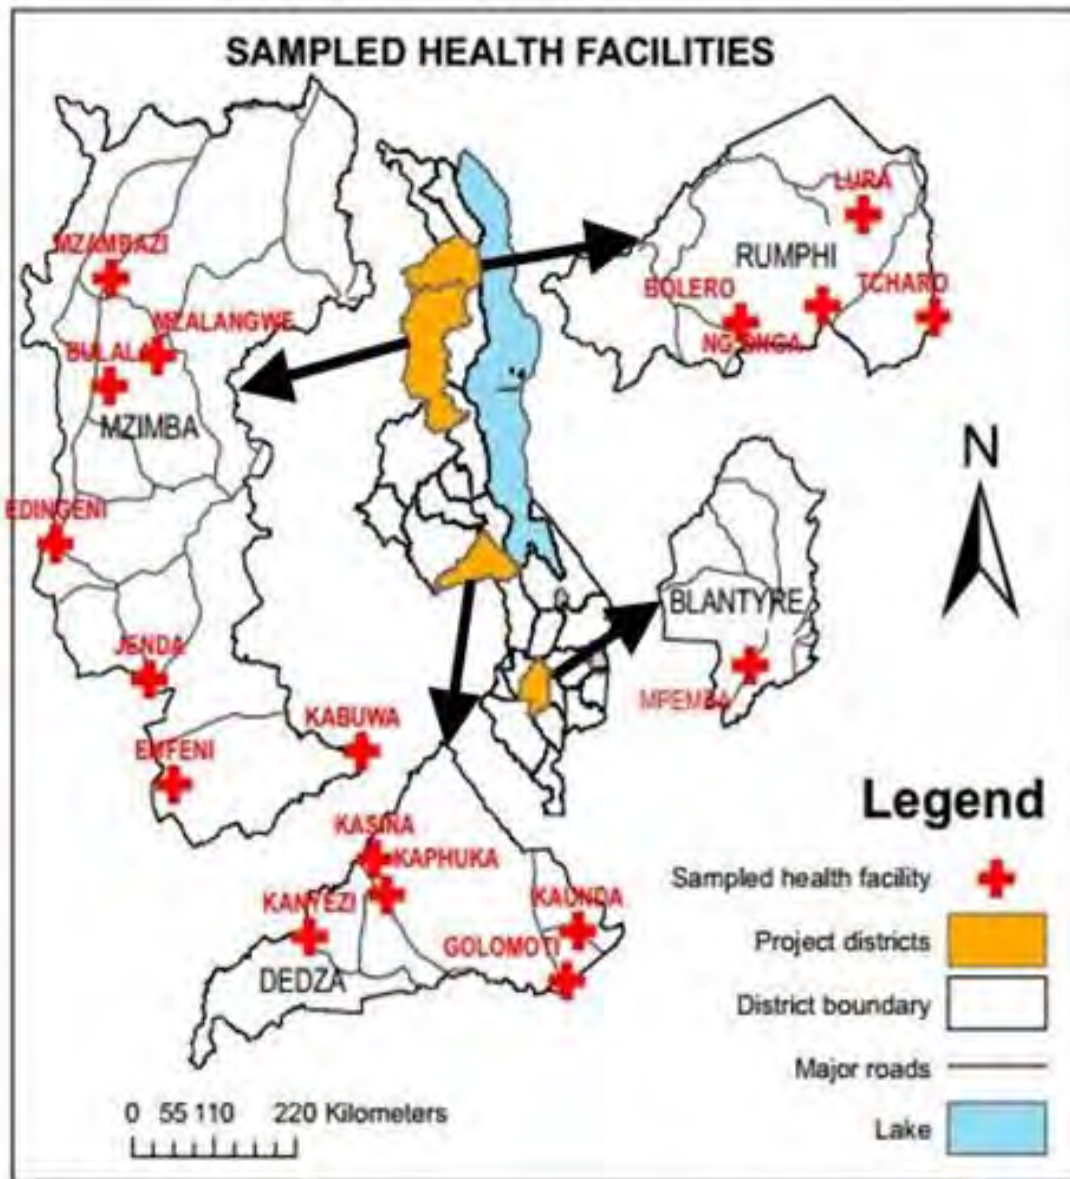 SAMPLED HEALTH FACILITIES
MZAMBAZI
MZALANGWE
BULALA
MZIMBA
EDINGENI
JENDA
EMFENI
KABUWA
LURA
RUMPHI
BOLERO
TCHARO
N
BLANTYRE
MPEMBA
KASINA
KAPHUKA
KANYEZI
KAUNDA
GOLOMOTI
DEDZA
Legend
Sampled health facility
Project districts
District boundary
Major roads
Lake
0 55 110 220 Kilometers